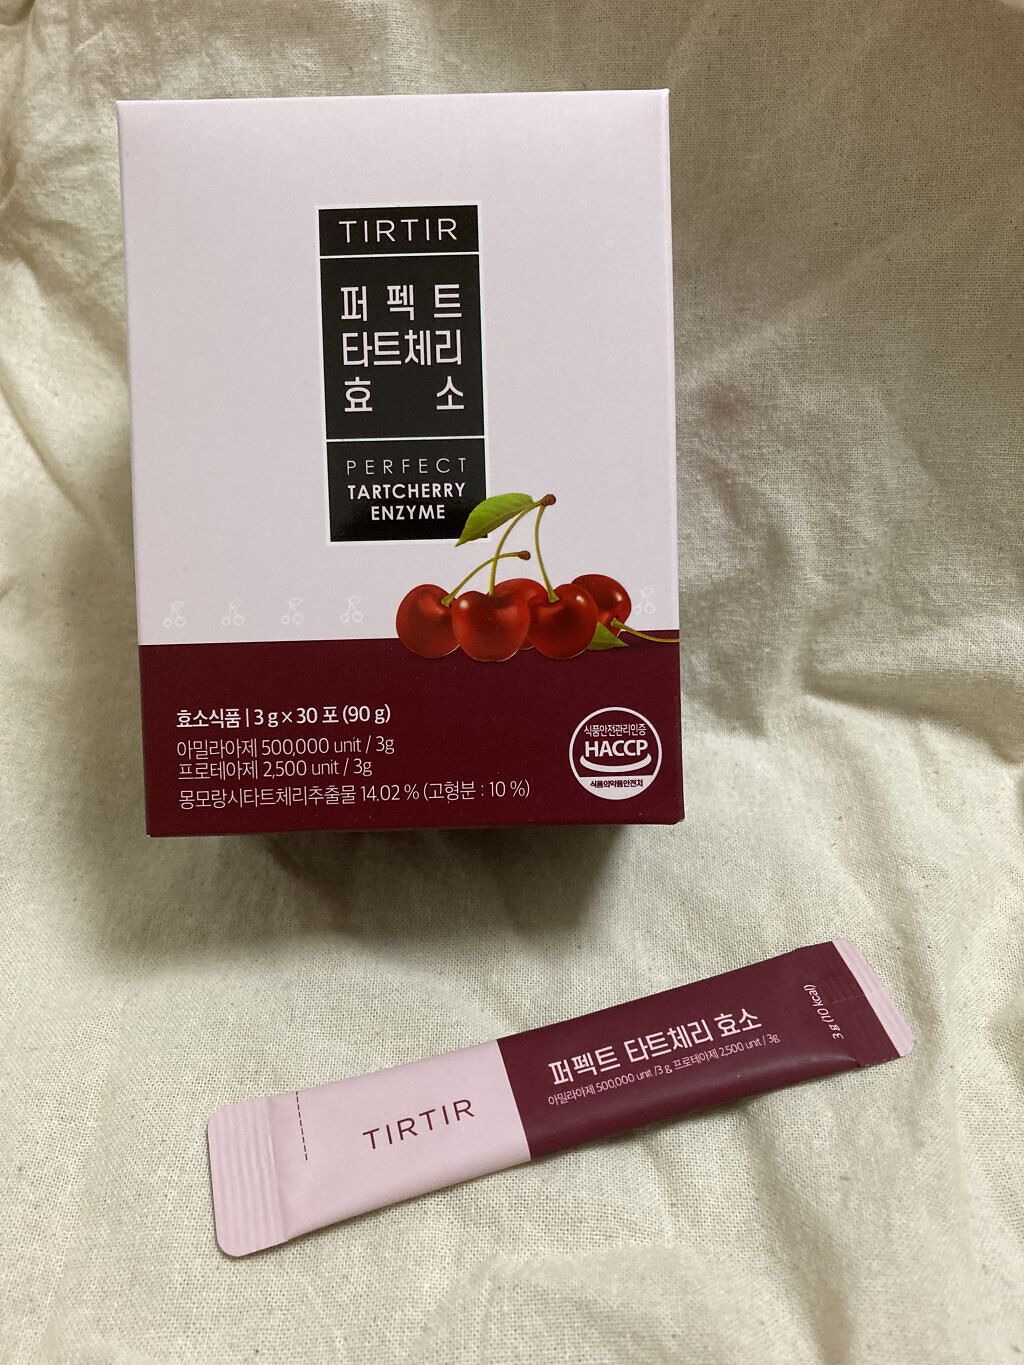 TIRTIR
퍼펙트
타트체리
효소
PERFECT
TARTCHERRY
ENZYME
효소식품 | 3 g × 30 포 (90 g)
아밀라아제 500,000 unit / 3g
프로테아제 2,500 unit / 3g
몽모랑시타트체리추출물 14.02 % (고형분 : 10 %)
식품안전관리인증
HACCP
식품의약품안전처
TIRTIR
퍼펙트 타트체리 효소
아밀라아제 500,000 unit /3 g, 프로테아제 2,500 unit / 3g
3 g (10 kcal)